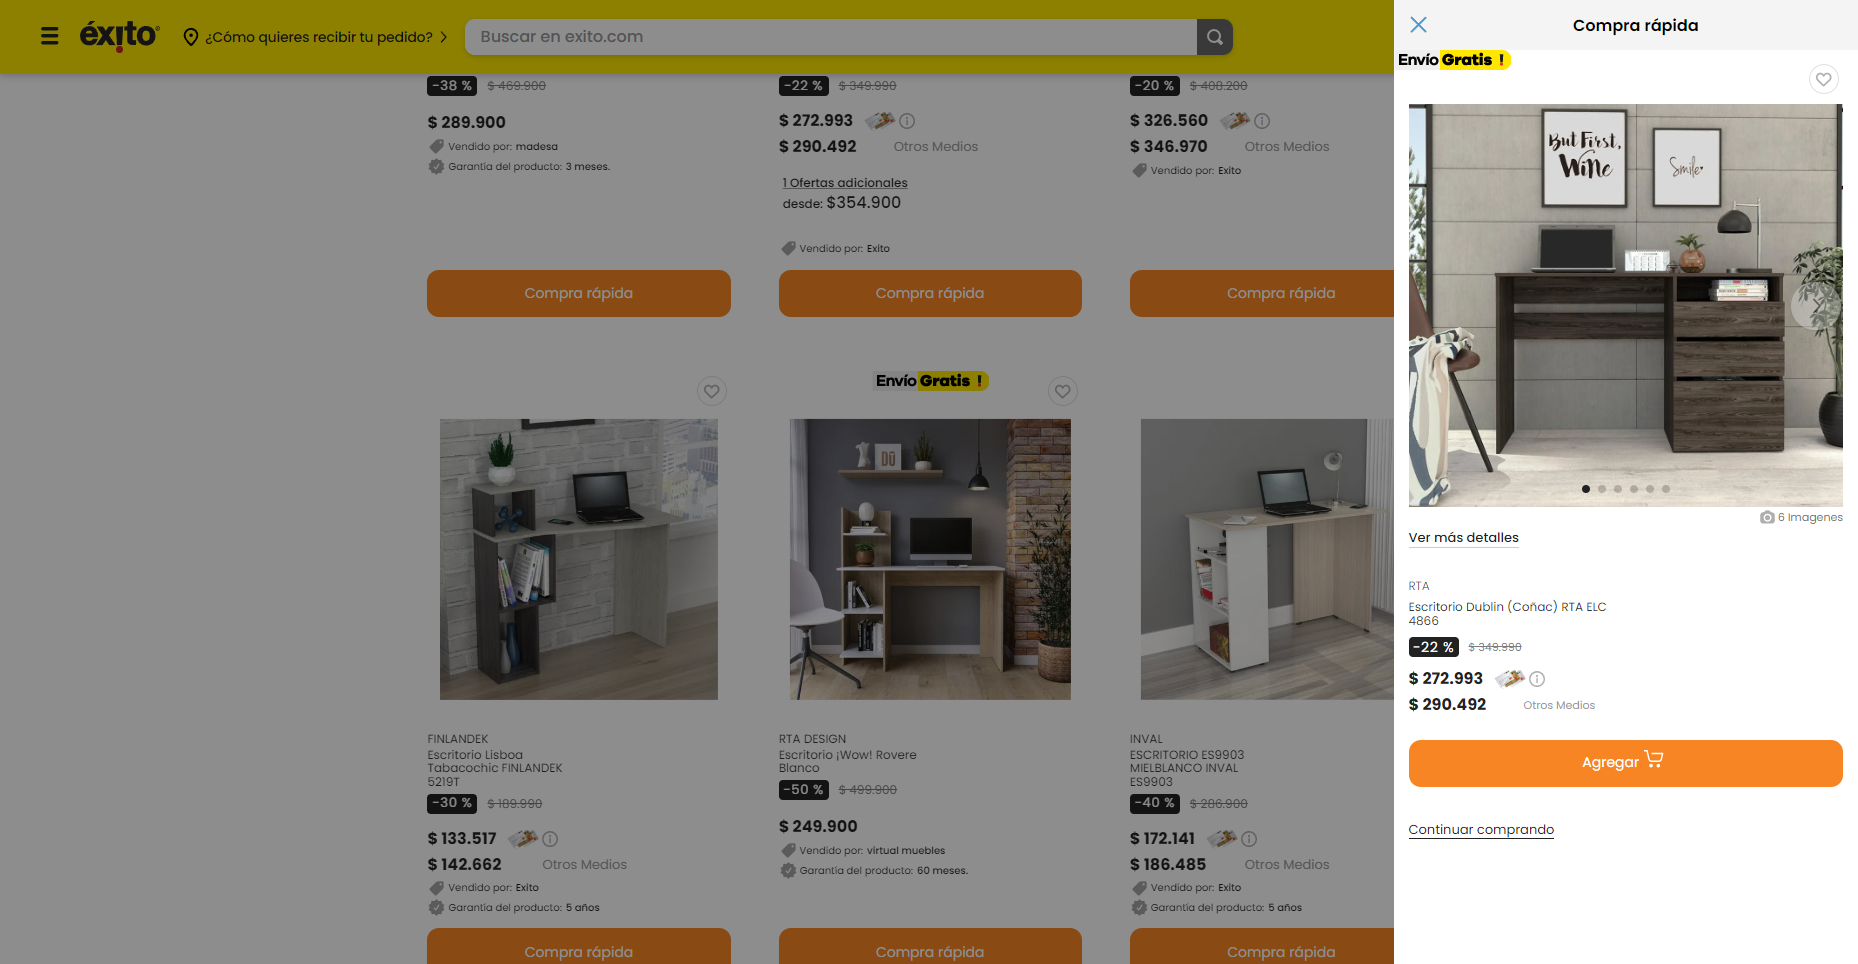 éxito
¿Cómo quieres recibir tu pedido?
Buscar en exito.com
-38 % $ 469.900
$ 289.900
Vendido por: madesa
Garantía del producto: 3 meses.
Compra rápida
-22 % $ 349.990
$ 272.993
$ 290.492 Otros Medios
1 Ofertas adicionales
desde: $354.900
Vendido por: Exito
Compra rápida
-20 % $ 408.200
$ 326.560
$ 346.970 Otros Medios
Vendido por: Exito
Compra rápida
FINLANDEK
Escritorio Lisboa
Tabacochic FINLANDEK
5219T
-30 % $ 189.990
$ 133.517
$ 142.662 Otros Medios
Vendido por: Exito
Garantía del producto: 5 años
Compra rápida
Envío Gratis !
RTA DESIGN
Escritorio ¡Wow! Rovere
Blanco
-50 % $ 499.900
$ 249.900
Vendido por: virtual muebles
Garantía del producto: 60 meses.
Compra rápida
INVAL
ESCRITORIO ES9903
MIELBLANCO INVAL
ES9903
-40 % $ 286.900
$ 172.141
$ 186.485 Otros Medios
Vendido por: Exito
Garantía del producto: 5 años
Compra rápida
Compra rápida
Envío Gratis !
But First,
Wine
Smile
6 Imagenes
Ver más detalles
RTA
Escritorio Dublin (Coñac) RTA ELC
4866
-22 % $ 349.990
$ 272.993
$ 290.492 Otros Medios
Agregar
Continuar comprando